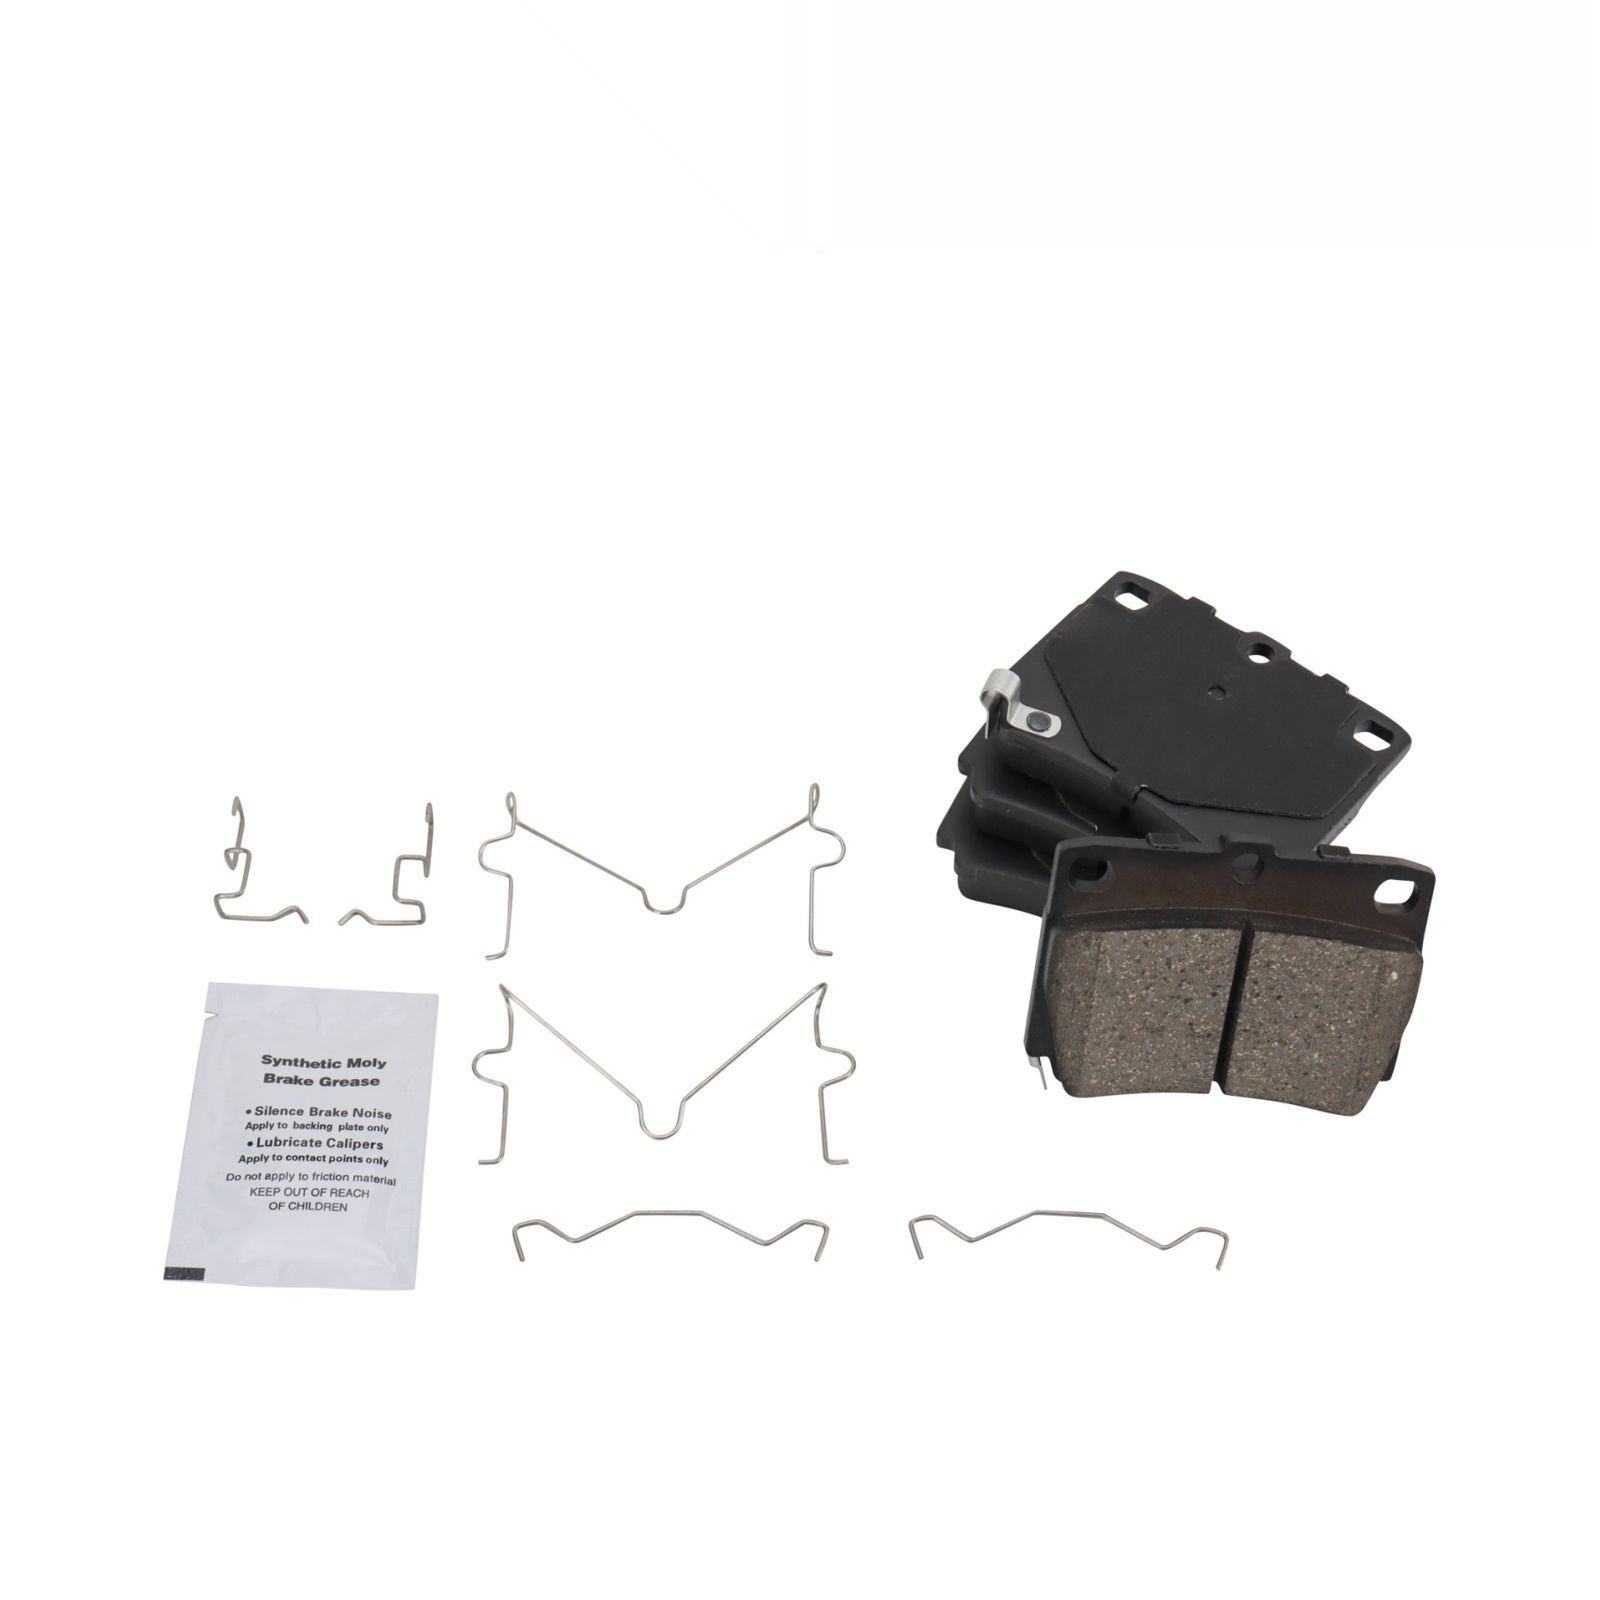 Synthetic Moly
Brake Grease
• Silence Brake Noise
Apply to backing plate only
• Lubricate Calipers
Apply to contact points only
Do not apply to friction material
KEEP OUT OF REACH
OF CHILDREN